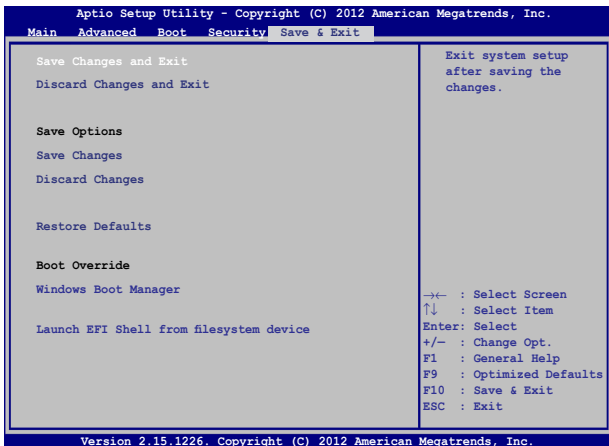 Aptio Setup Utility - Copyright (C) 2012 American Megatrends, Inc.
Main Advanced Boot Security Save & Exit
Save Changes and Exit
Discard Changes and Exit
Save Options
Save Changes
Discard Changes
Restore Defaults
Boot Override
Windows Boot Manager
Launch EFI Shell from filesystem device
Exit system setup
after saving the
changes.
→← : Select Screen
↑↓ : Select Item
Enter: Select
+/— : Change Opt.
F1 : General Help
F9 : Optimized Defaults
F10 : Save & Exit
ESC : Exit
Version 2.15.1226. Copyright (C) 2012 American Megatrends, Inc.